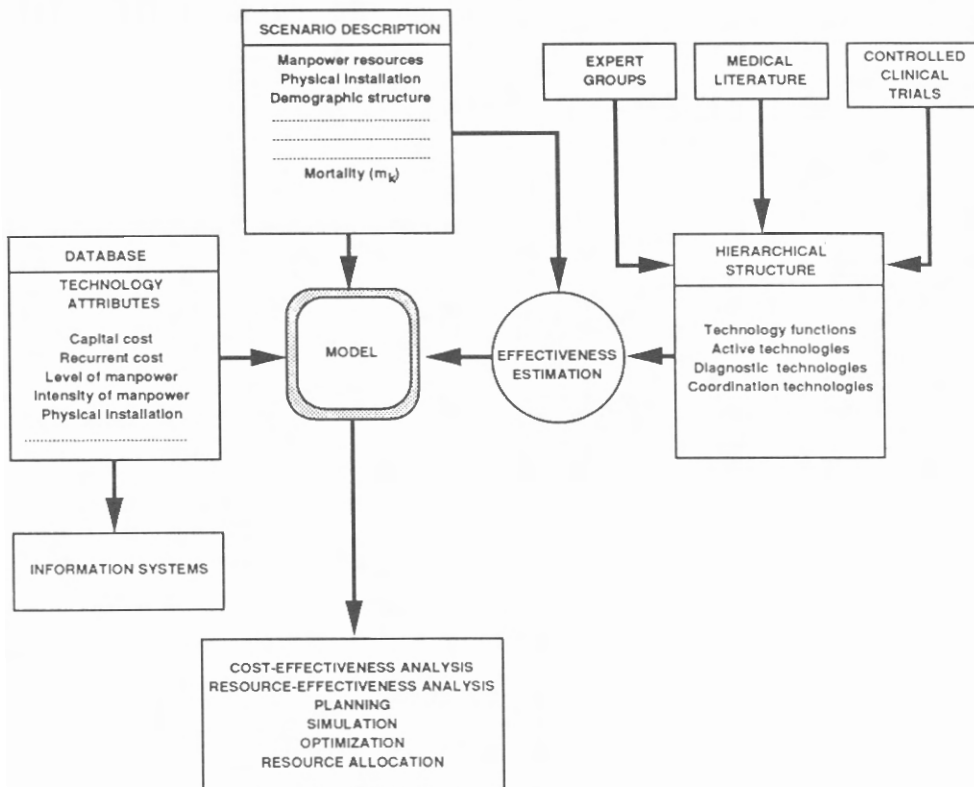 SCENARIO DESCRIPTION
Manpower resources
Physical Installation
Demographic structure
Mortality (mk)
EXPERT
GROUPS
MEDICAL
LITERATURE
CONTROLLED
CLINICAL
TRIALS
DATABASE
TECHNOLOGY
ATTRIBUTES
Capital cost
Recurrent cost
Level of manpower
Intensity of manpower
Physical Installation
MODEL
EFFECTIVENESS
ESTIMATION
HIERARCHICAL
STRUCTURE
Technology functions
Active technologies
Diagnostic technologies
Coordination technologies
INFORMATION SYSTEMS
COST-EFFECTIVENESS ANALYSIS
RESOURCE-EFFECTIVENESS ANALYSIS
PLANNING
SIMULATION
OPTIMIZATION
RESOURCE ALLOCATION